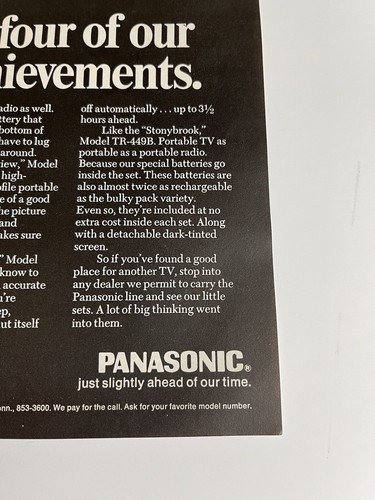 four of our
ievements.
adio as well.
ttery that
bottom of
have to lug
around.
view,” Model
high-
ofile portable
e of a good
he picture
and
akes sure
” Model
know to
accurate
u’re
ep,
ut itself
off automatically . . . up to 3½
hours ahead.
Like the “Stonybrook,”
Model TR-449B. Portable TV as
portable as a portable radio.
Because our special batteries go
inside the set. These batteries are
also almost twice as rechargeable
as the bulky pack variety.
Even so, they’re included at no
extra cost inside each set. Along
with a detachable dark-tinted
screen.
So if you’ve found a good
place for another TV, stop into
any dealer we permit to carry the
Panasonic line and see our little
sets. A lot of big thinking went
into them.
PANASONIC®
just slightly ahead of our time.
enn., 853-3600. We pay for the call. Ask for your favorite model number.